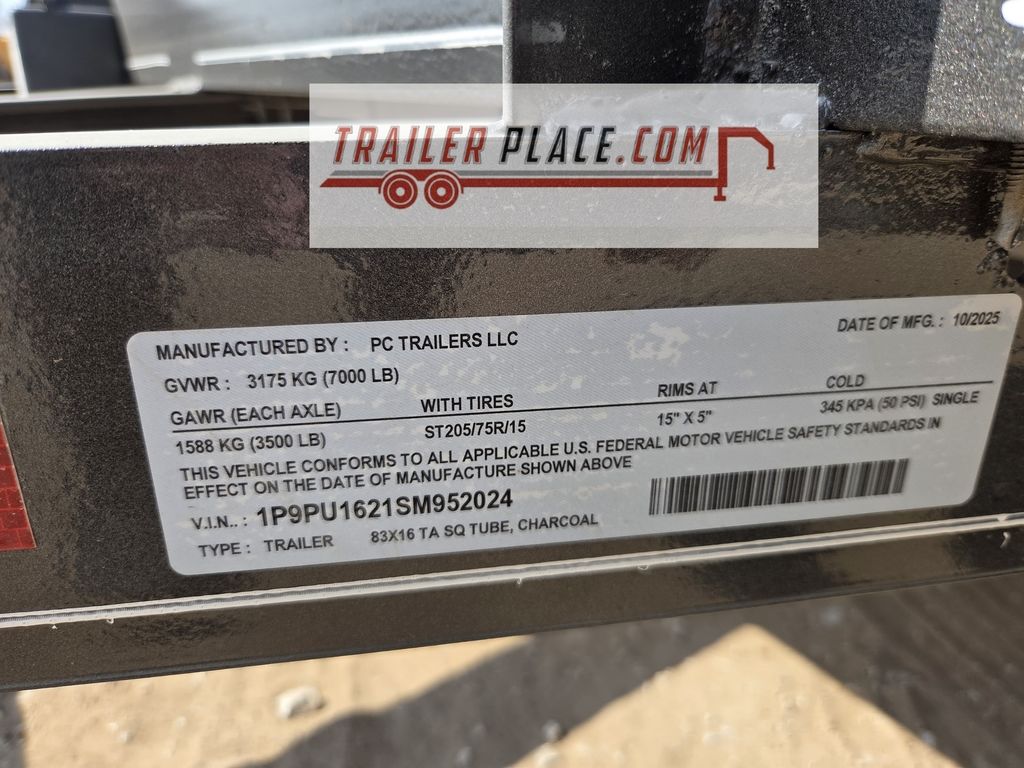 TRAILER PLACE.COM
MANUFACTURED BY : PC TRAILERS LLC DATE OF MFG. : 10/2025
GVWR : 3175 KG (7000 LB)
GAWR (EACH AXLE) WITH TIRES RIMS AT COLD
1588 KG (3500 LB) ST205/75R/15 15" X 5" 345 KPA (50 PSI) SINGLE
THIS VEHICLE CONFORMS TO ALL APPLICABLE U.S. FEDERAL MOTOR VEHICLE SAFETY STANDARDS IN
EFFECT ON THE DATE OF MANUFACTURE SHOWN ABOVE
V.I.N.. : 1P9PU1621SM952024
TYPE : TRAILER 83X16 TA SQ TUBE, CHARCOAL